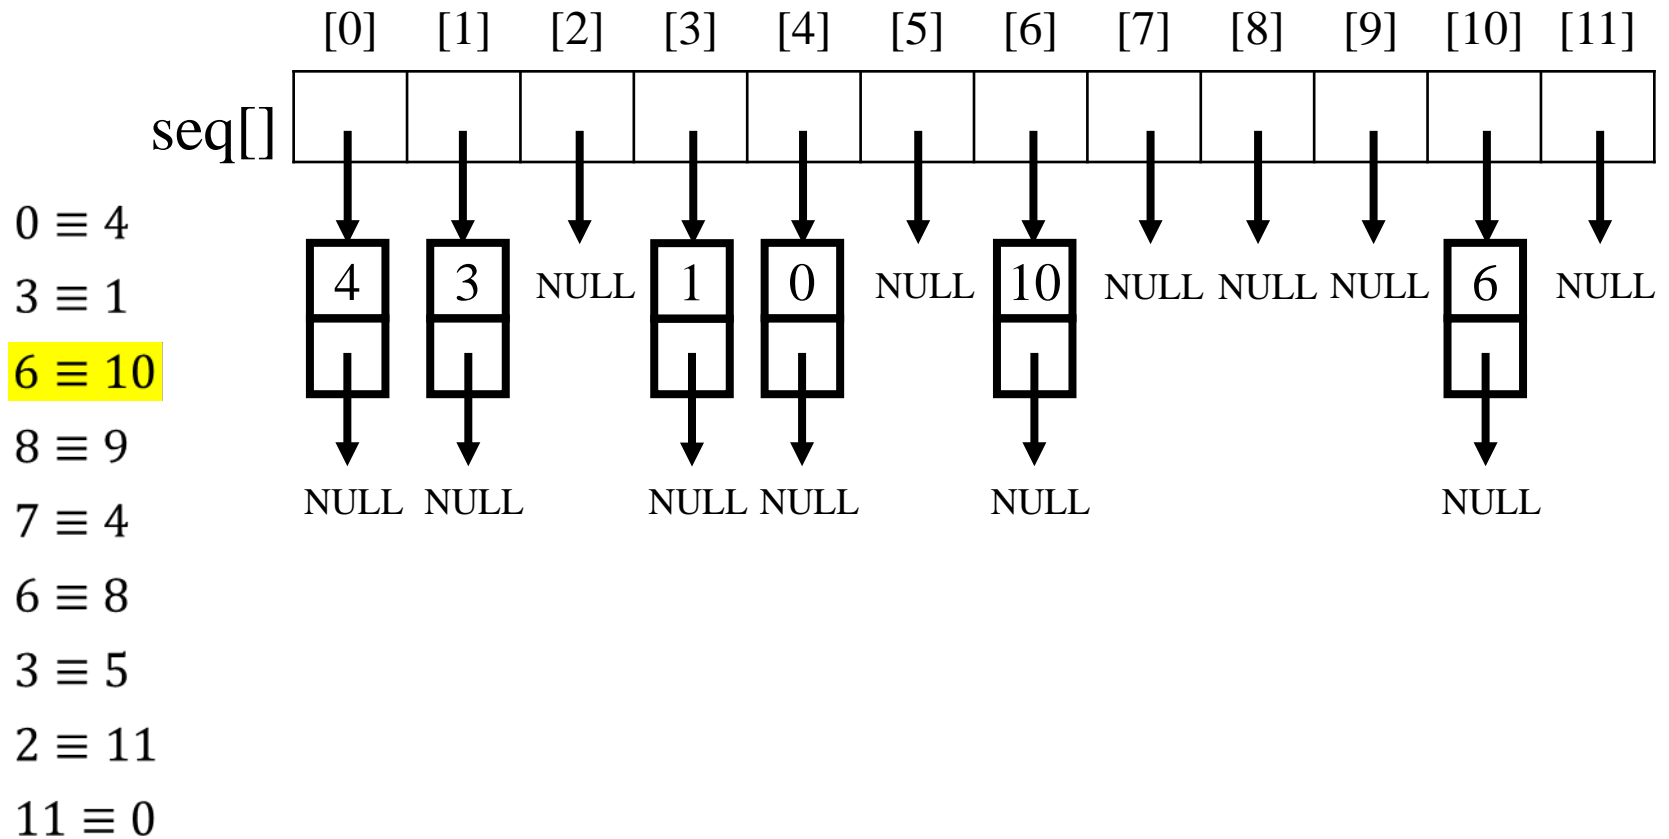 [0] [1] [2] [3] [4] [5] [6] [7] [8] [9] [10] [11]
seq[]
0 ≡ 4
3 ≡ 1
6 ≡ 10
8 ≡ 9
7 ≡ 4
6 ≡ 8
3 ≡ 5
2 ≡ 11
11 ≡ 0
4 3 NULL 1 0 NULL 10 NULL NULL NULL 6 NULL
NULL NULL NULL NULL NULL NULL